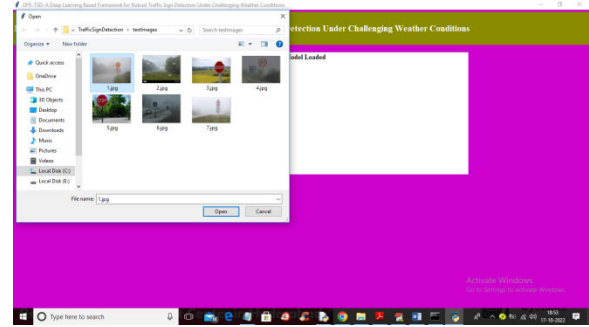 DFR-TSD: A Deep Learning Based Framework for Robust Traffic Sign Detection Under Challenging Weather Conditions
etection Under Challenging Weather Conditions
odel Loaded
Open
TrafficSignDetection > testImages
Search testImages
Organize
New folder
Quick access
OneDrive
This PC
3D Objects
Desktop
Documents
Downloads
Music
Pictures
Videos
Local Disk (C:)
Local Disk (E:)
1.jpg
2.jpg
3.jpg
4.jpg
5.jpg
6.jpg
7.jpg
File name: 1.jpg
Open
Cancel
Activate Windows
Go to Settings to activate Windows.
Type here to search
18:53
17-10-2022